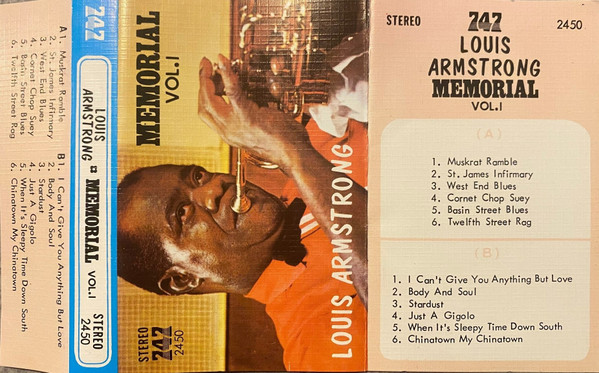 A1. Muskrat Ramble
2. St. James Infirmary
3. West End Blues
4. Cornet Chop Suey
5. Basin Street Blues
6. Twelfth Street Rag
B1. I Can't Give You Anything But Love
2. Body And Soul
3. Stardust
4. Just A Gigolo
5. When It's Sleepy Time Down South
6. Chinatown My Chinatown
747
LOUIS
ARMSTRONG
MEMORIAL VOL.1
STEREO
2450
MEMORIAL
VOL.1
LOUIS ARMSTRONG
STEREO
747
2450
STEREO
747
2450
LOUIS
ARMSTRONG
MEMORIAL
VOL.1
(A)
1. Muskrat Ramble
2. St. James Infirmary
3. West End Blues
4. Cornet Chop Suey
5. Basin Street Blues
6. Twelfth Street Rag
(B)
1. I Can't Give You Anything But Love
2. Body And Soul
3. Stardust
4. Just A Gigolo
5. When It's Sleepy Time Down South
6. Chinatown My Chinatown